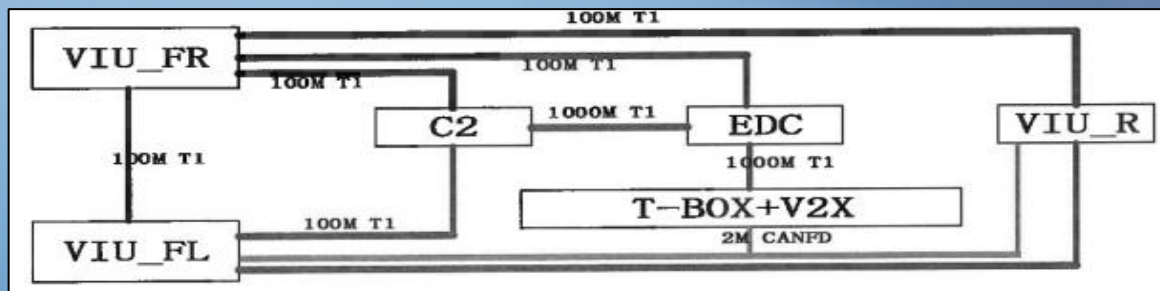 100M T1
VIU_FR
100M T1
100M T1
C2
1000M T1
EDC
VIU_R
100M T1
1000M T1
T-BOX+V2X
100M T1
2M CANFD
VIU_FL